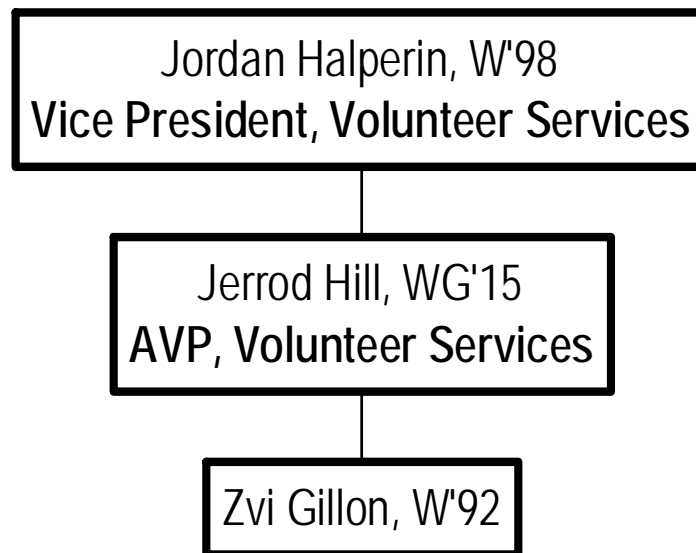 Jordan Halperin, W'98
Vice President, Volunteer Services
Jerrod Hill, WG'15
AVP, Volunteer Services
Zvi Gillon, W'92